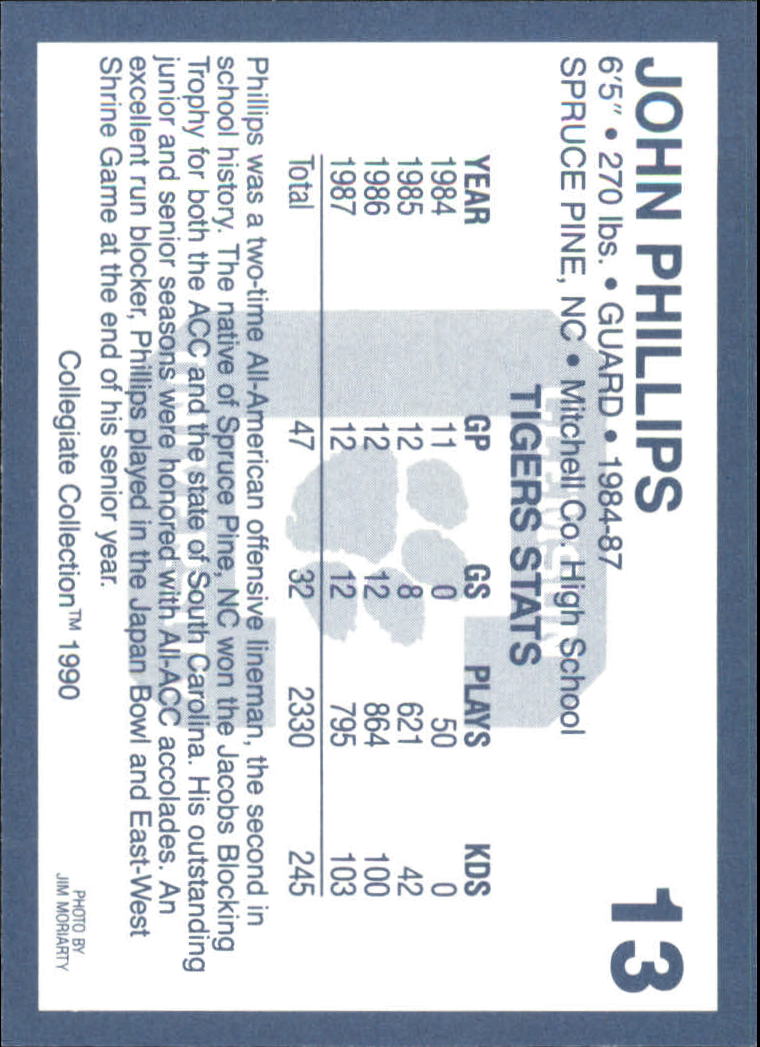 JOHN PHILLIPS 13
6'5" • 270 lbs. • GUARD • 1984-87
SPRUCE PINE, NC • Mitchell Co. High School
TIGERS STATS
YEAR GP GS PLAYS KDS
1984 11 0 50 0
1985 12 8 621 42
1986 12 12 864 100
1987 12 12 795 103
Total 47 32 2330 245
Phillips was a two-time All-American offensive lineman, the second in
school history. The native of Spruce Pine, NC won the Jacobs Blocking
Trophy for both the ACC and the state of South Carolina. His outstanding
junior and senior seasons were honored with All-ACC accolades. An
excellent run blocker, Phillips played in the Japan Bowl and East-West
Shrine Game at the end of his senior year.
Collegiate Collection™ 1990
PHOTO BY
JIM MORIARTY